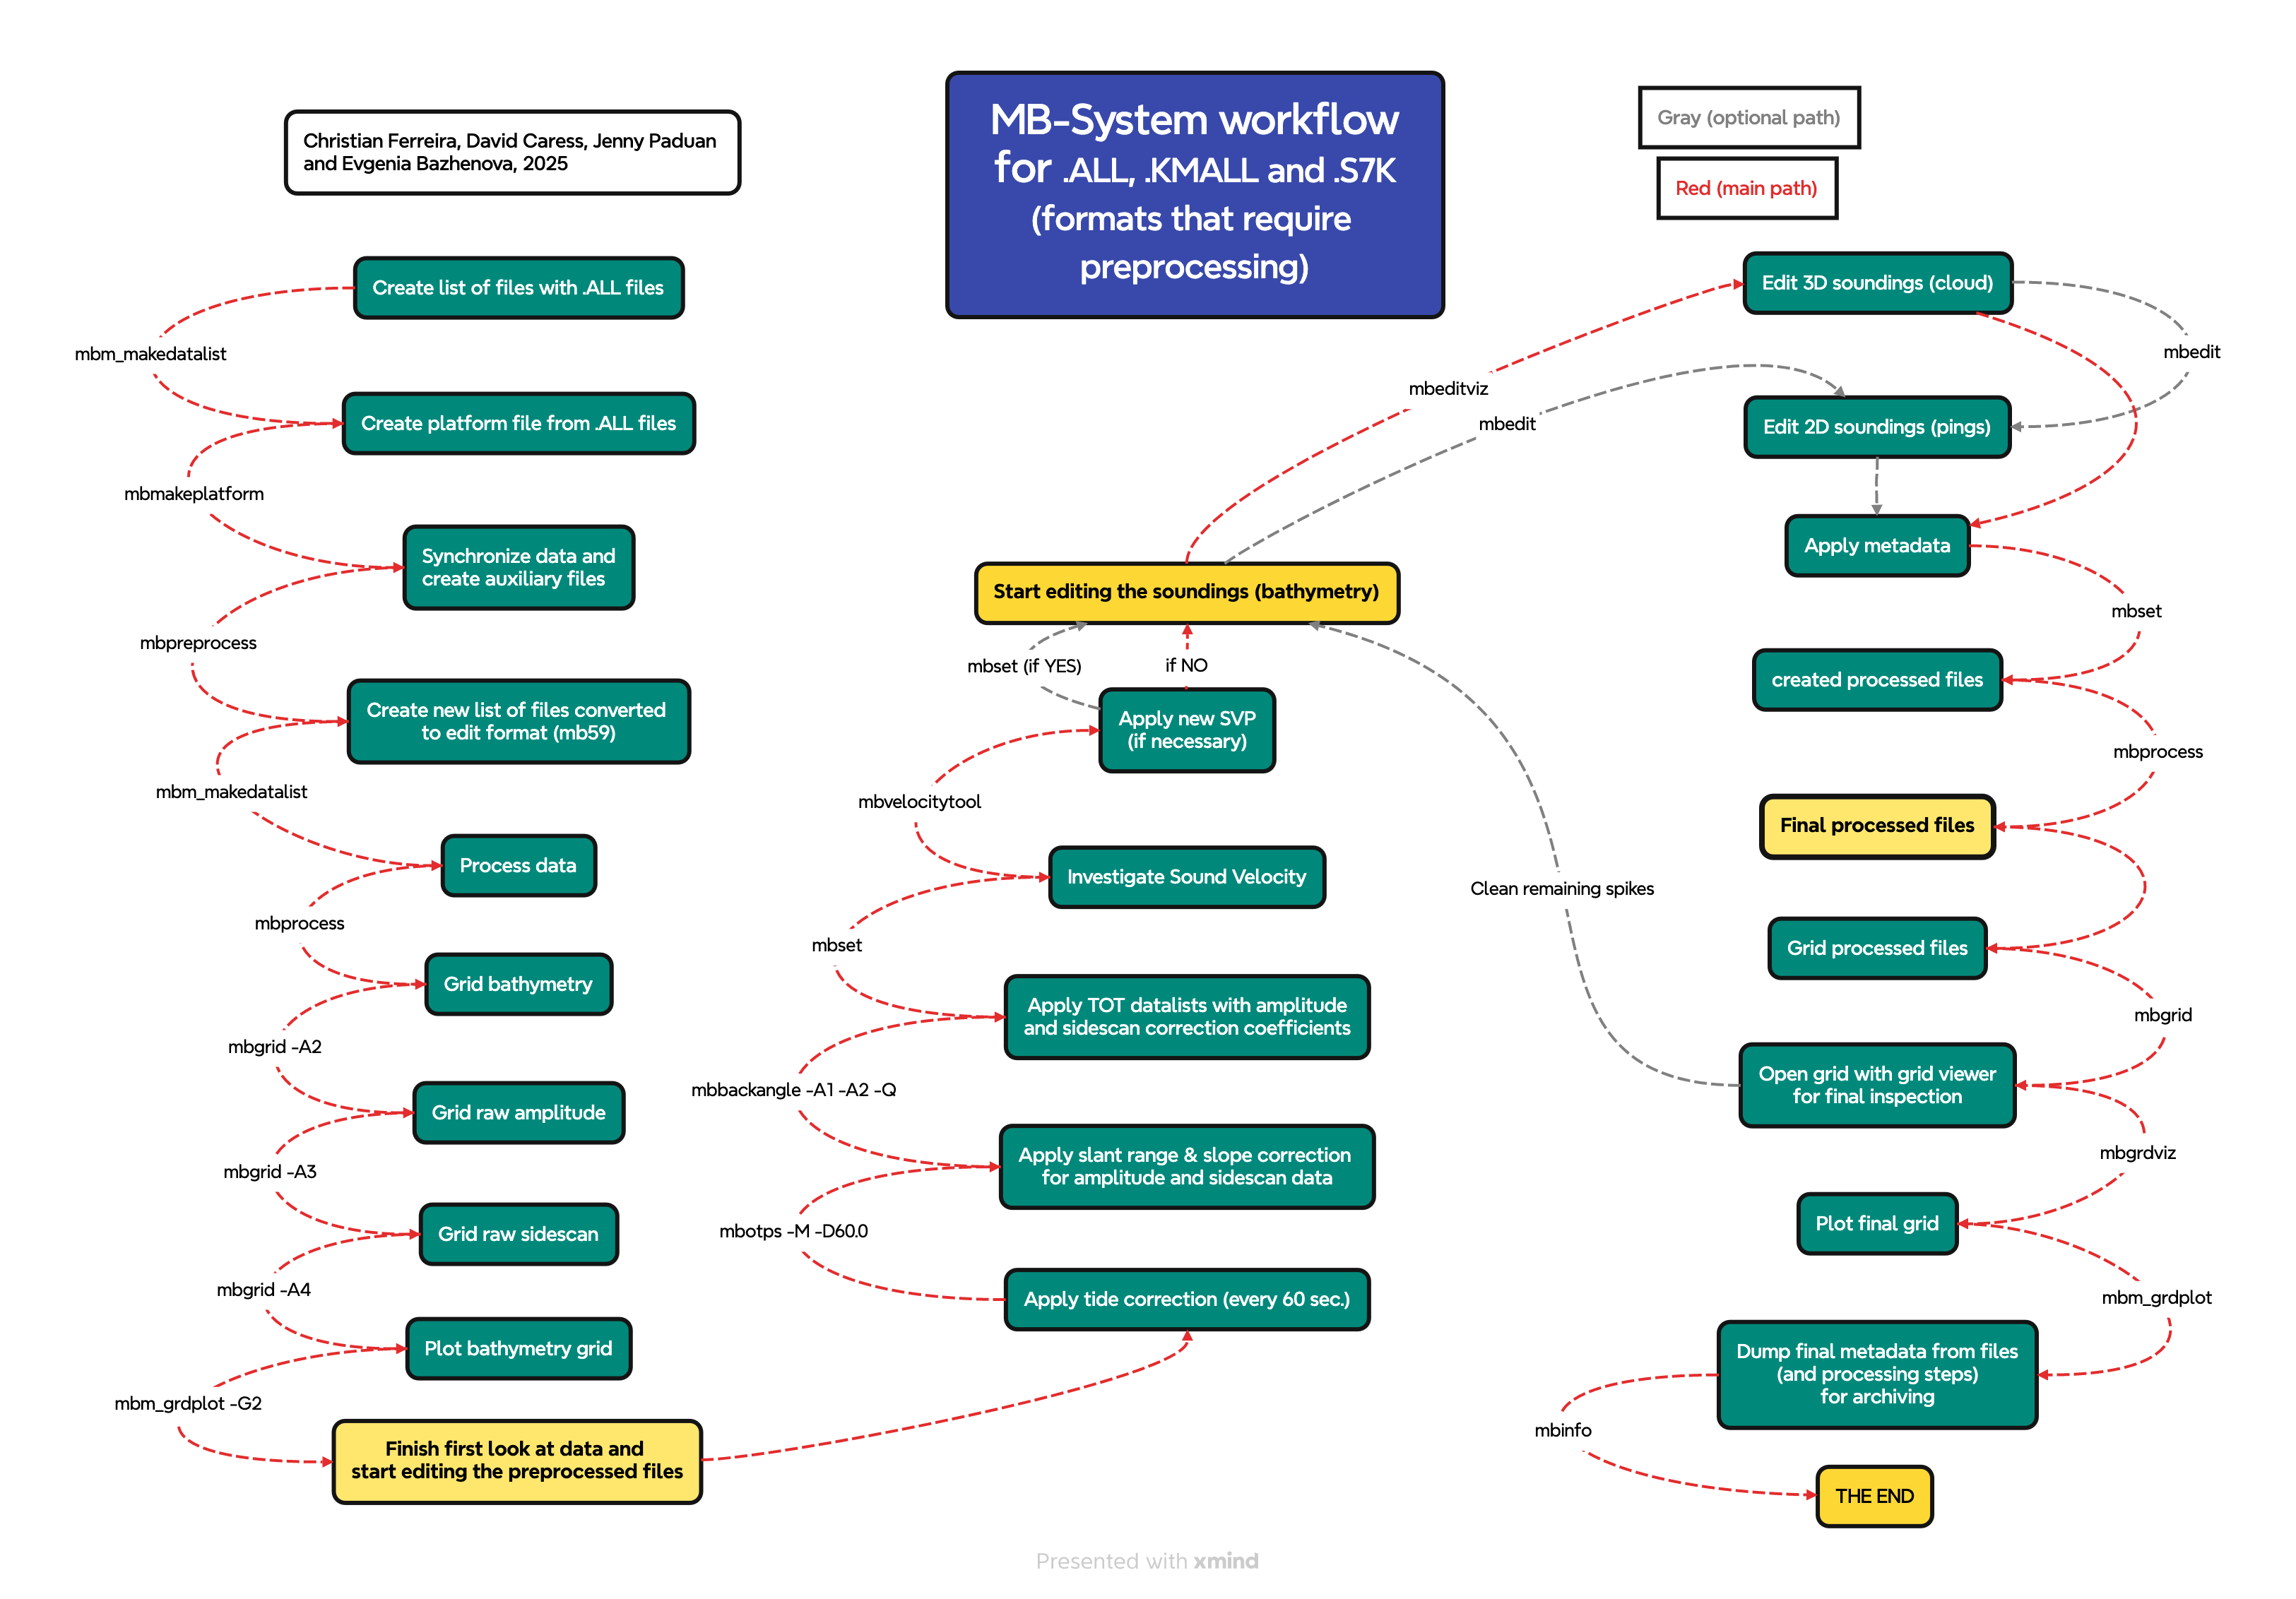 MB-System workflow
for .ALL, .KMALL and .S7K
(formats that require
preprocessing)
Christian Ferreira, David Caress, Jenny Paduan
and Evgenia Bazhenova, 2025
Gray (optional path)
Red (main path)
Create list of files with .ALL files
mbm_makedatalist
Create platform file from .ALL files
mbmakeplatform
Synchronize data and
create auxiliary files
mbpreprocess
Create new list of files converted
to edit format (mb59)
mbm_makedatalist
Process data
mbprocess
Grid bathymetry
mbgrid -A2
Grid raw amplitude
mbgrid -A3
Grid raw sidescan
mbgrid -A4
Plot bathymetry grid
mbm_grdplot -G2
Finish first look at data and
start editing the preprocessed files
Apply tide correction (every 60 sec.)
mbotps -M -D60.0
Apply slant range & slope correction
for amplitude and sidescan data
mbbackangle -A1 -A2 -Q
Apply TOT datalists with amplitude
and sidescan correction coefficients
mbset
Investigate Sound Velocity
mbvelocitytool
Apply new SVP
(if necessary)
mbset (if YES)
if NO
Start editing the soundings (bathymetry)
mbeditviz
mbedit
Edit 3D soundings (cloud)
mbedit
Edit 2D soundings (pings)
Apply metadata
mbset
created processed files
mbprocess
Final processed files
Grid processed files
mbgrid
Open grid with grid viewer
for final inspection
Clean remaining spikes
mbgrdviz
Plot final grid
mbm_grdplot
Dump final metadata from files
(and processing steps)
for archiving
mbinfo
THE END
Presented with xmind